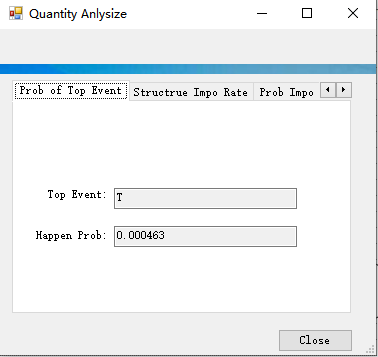 Quantity Anlysize
Prob of Top Event Structrue Impo Rate Prob Impo
Top Event: T
Happen Prob: 0.000463
Close